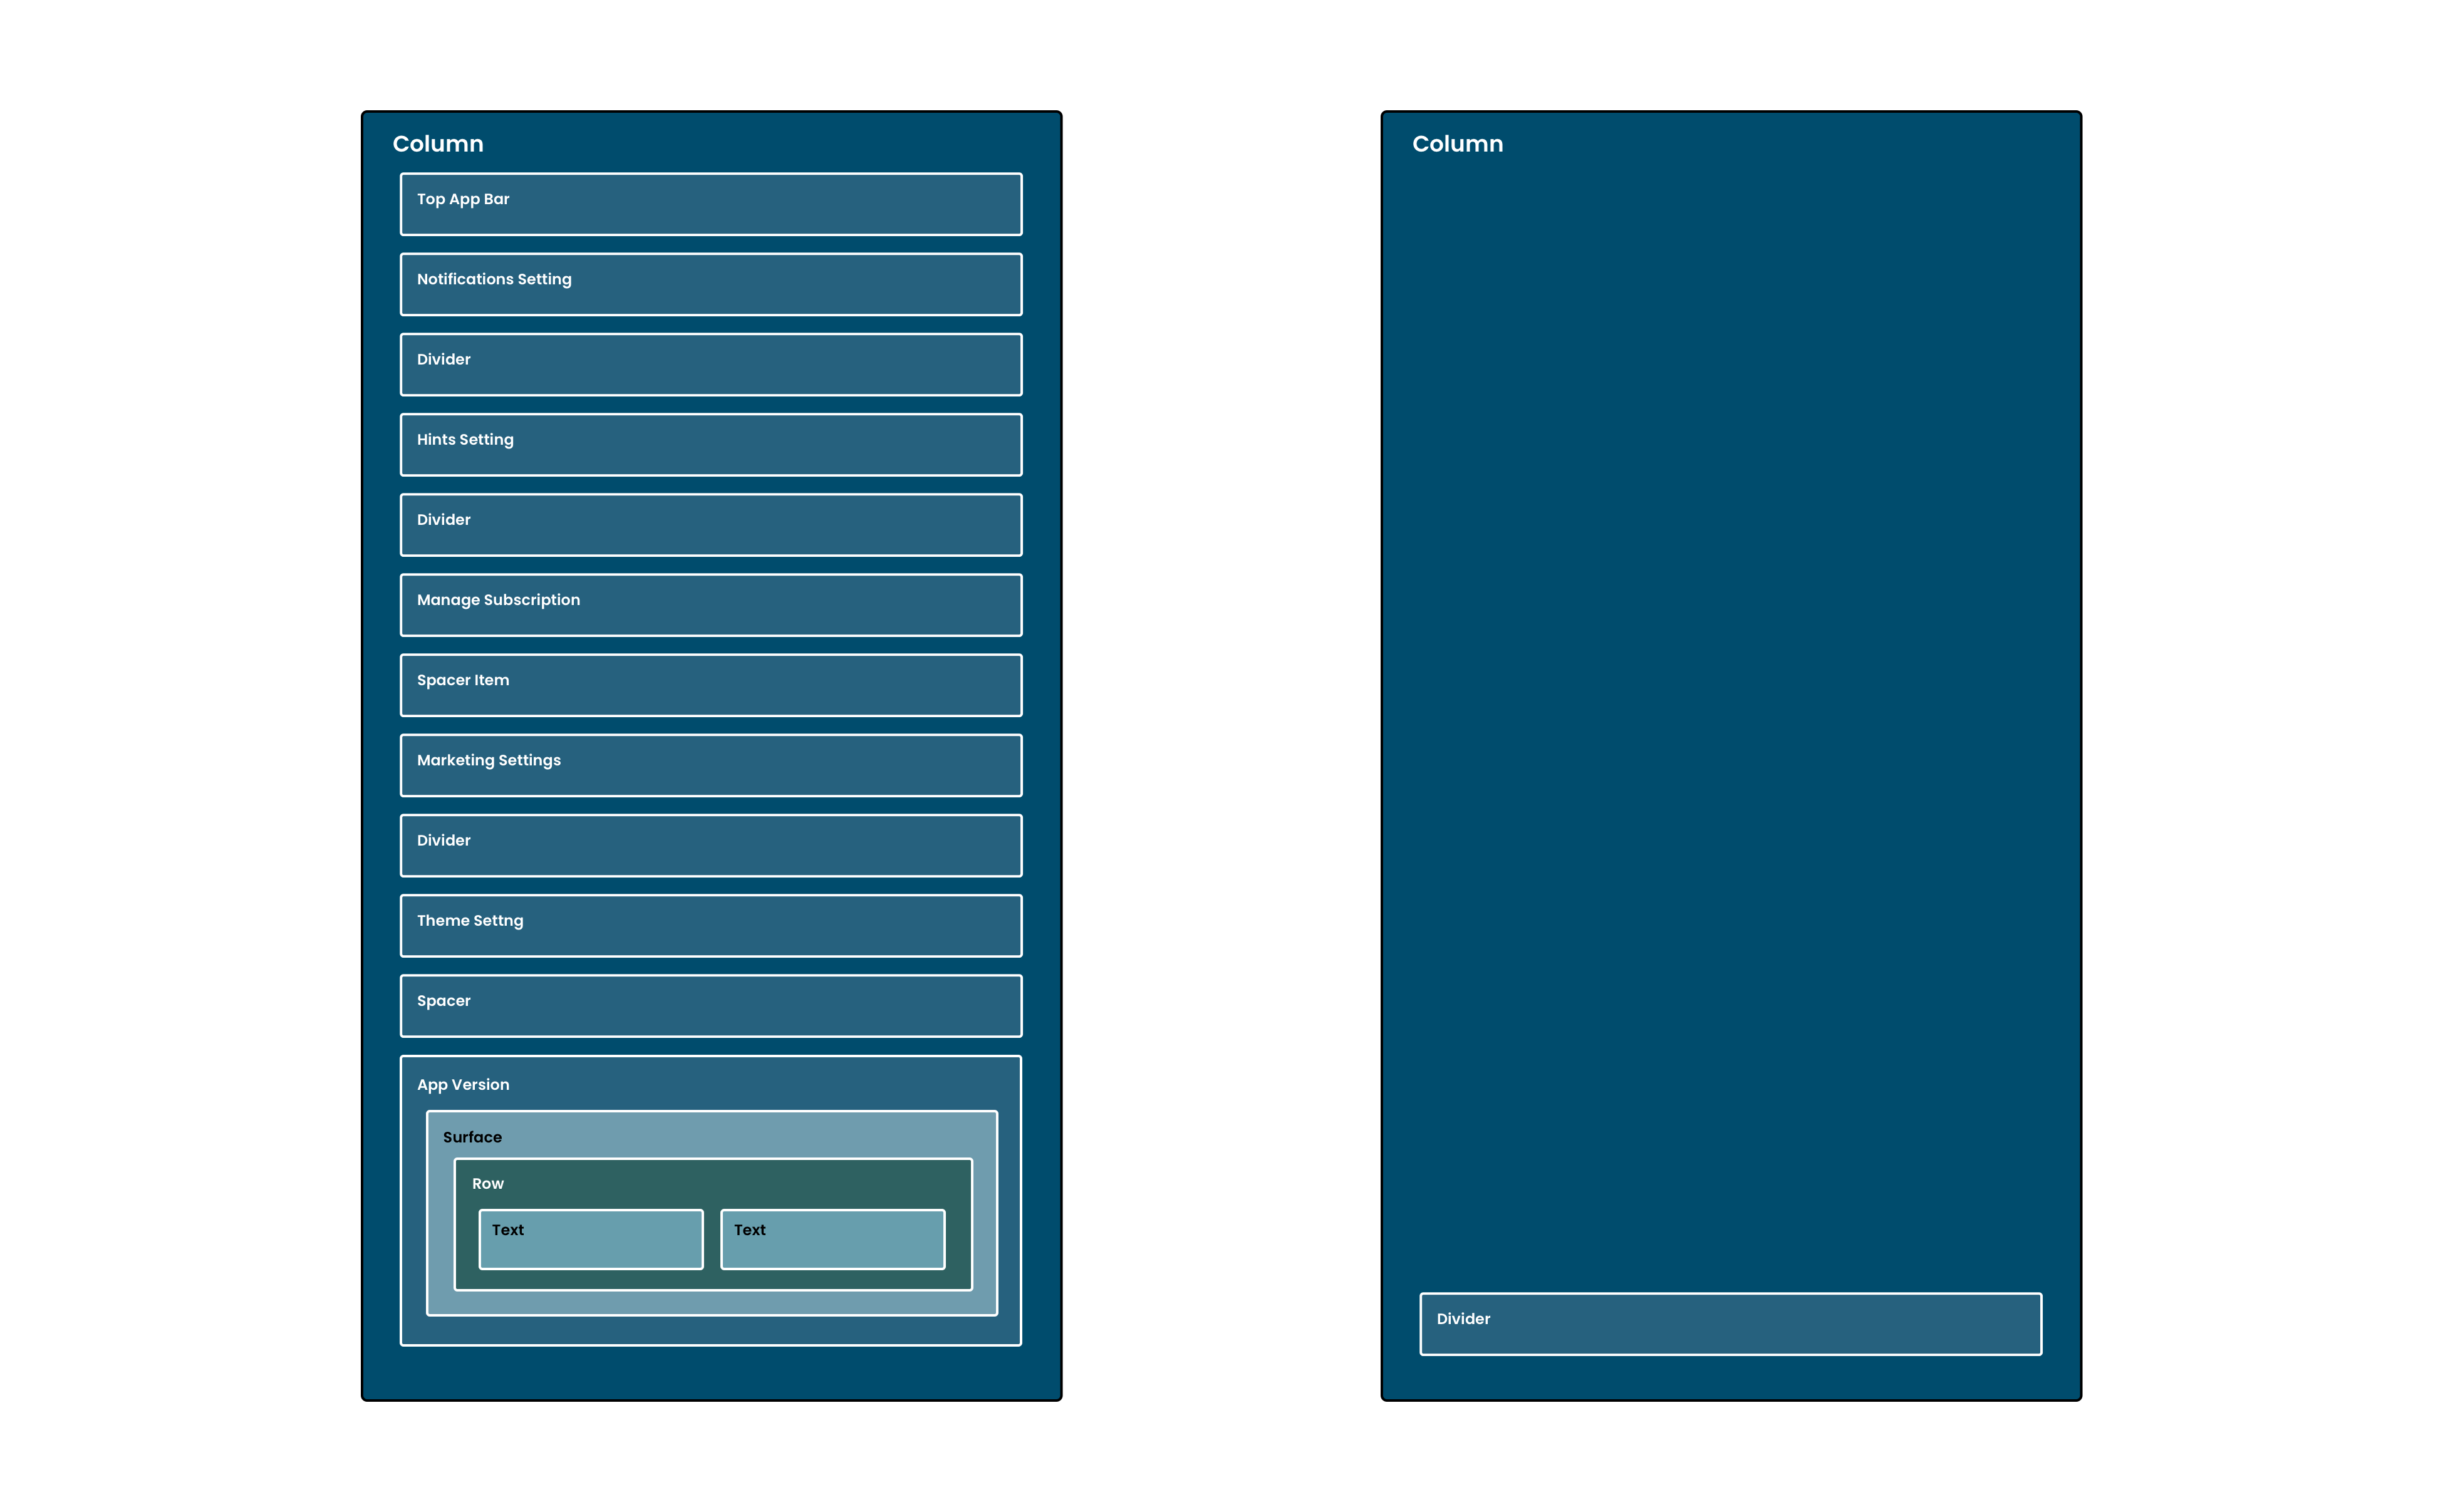 Column
Top App Bar
Notifications Setting
Divider
Hints Setting
Divider
Manage Subscription
Spacer Item
Marketing Settings
Divider
Theme Settng
Spacer
App Version
Surface
Row
Text
Text
Column
Divider